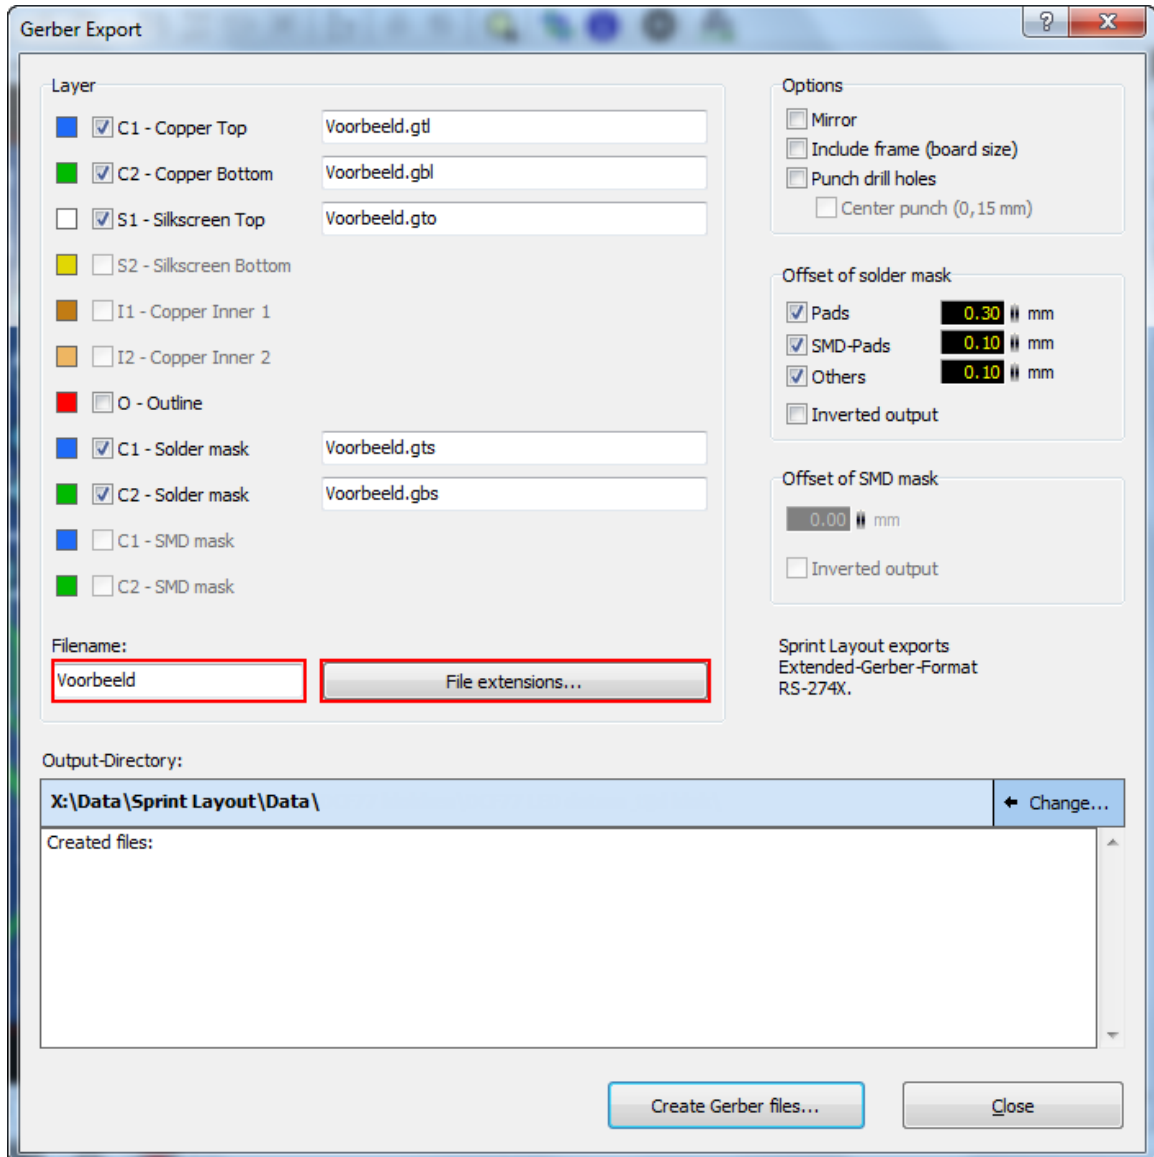 Gerber Export
Layer
C1 - Copper Top
Voorbeeld.gtl
C2 - Copper Bottom
Voorbeeld.gbl
S1 - Silkscreen Top
Voorbeeld.gto
S2 - Silkscreen Bottom
I1 - Copper Inner 1
I2 - Copper Inner 2
O - Outline
C1 - Solder mask
Voorbeeld.gts
C2 - Solder mask
Voorbeeld.gbs
C1 - SMD mask
C2 - SMD mask
Filename:
Voorbeeld
File extensions...
Options
Mirror
Include frame (board size)
Punch drill holes
Center punch (0,15 mm)
Offset of solder mask
Pads 0.30 mm
SMD-Pads 0.10 mm
Others 0.10 mm
Inverted output
Offset of SMD mask
0.00 mm
Inverted output
Sprint Layout exports
Extended-Gerber-Format
RS-274X.
Output-Directory:
X:\Data\Sprint Layout\Data\
Change...
Created files:
Create Gerber files...
Close